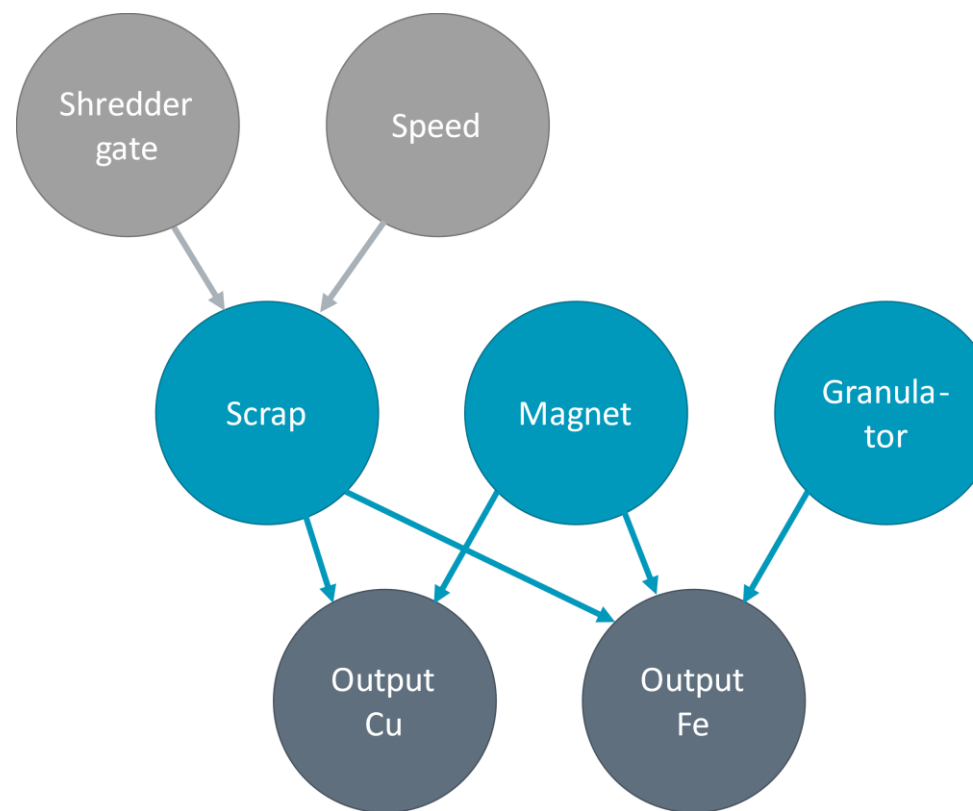 Shredder
gate
Speed
Scrap
Magnet
Granula-
tor
Output
Cu
Output
Fe